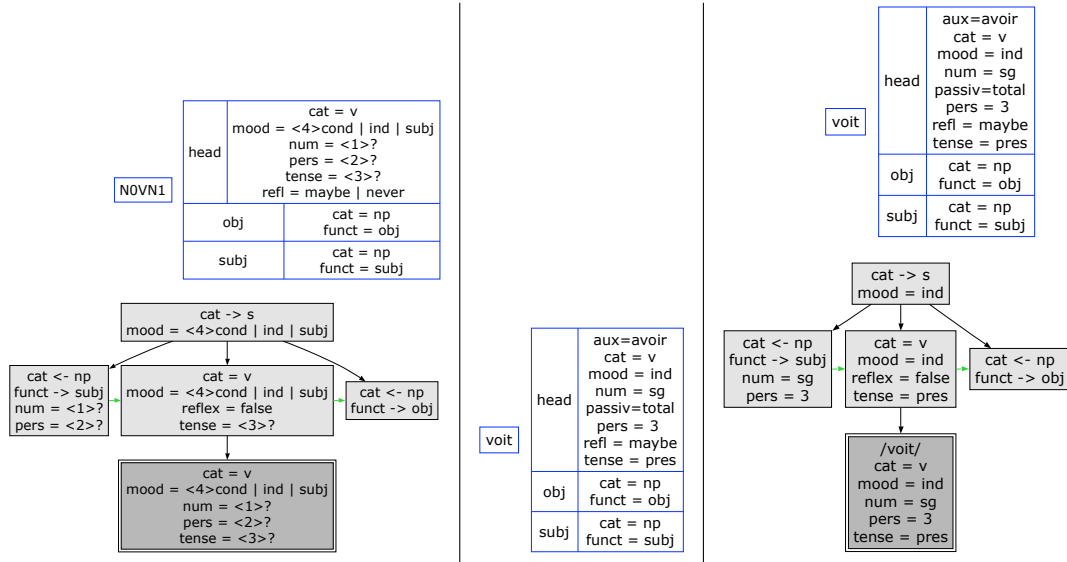 N0VN1
head
cat = v
mood = <4>cond | ind | subj
num = <1>?
pers = <2>?
tense = <3>?
refl = maybe | never
obj
cat = np
funct = obj
subj
cat = np
funct = subj
cat -> s
mood = <4>cond | ind | subj
cat <- np
funct -> subj
num = <1>?
pers = <2>?
cat = v
mood = <4>cond | ind | subj
reflex = false
tense = <3>?
cat <- np
funct -> obj
cat = v
mood = <4>cond | ind | subj
num = <1>?
pers = <2>?
tense = <3>?
voit
head
aux=avoir
cat = v
mood = ind
num = sg
passiv=total
pers = 3
refl = maybe
tense = pres
obj
cat = np
funct = obj
subj
cat = np
funct = subj
voit
head
aux=avoir
cat = v
mood = ind
num = sg
passiv=total
pers = 3
refl = maybe
tense = pres
obj
cat = np
funct = obj
subj
cat = np
funct = subj
cat -> s
mood = ind
cat <- np
funct -> subj
num = sg
pers = 3
cat = v
mood = ind
reflex = false
tense = pres
cat <- np
funct -> obj
/voit/
cat = v
mood = ind
num = sg
pers = 3
tense = pres